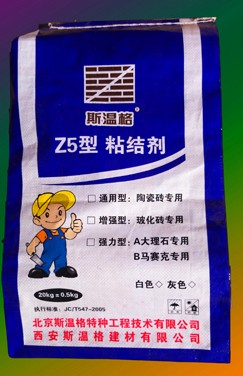 斯温格®
Z5型 粘结剂
□ 通用型：陶瓷砖专用
□ 增强型：玻化砖专用
□ 强力型：A大理石专用
B马赛克专用
白色◇ 灰色◇
20kg±0.5kg
执行标准：JC/T547-2005
北京斯温格特种工程技术有限公司
西安斯温格建材有限公司